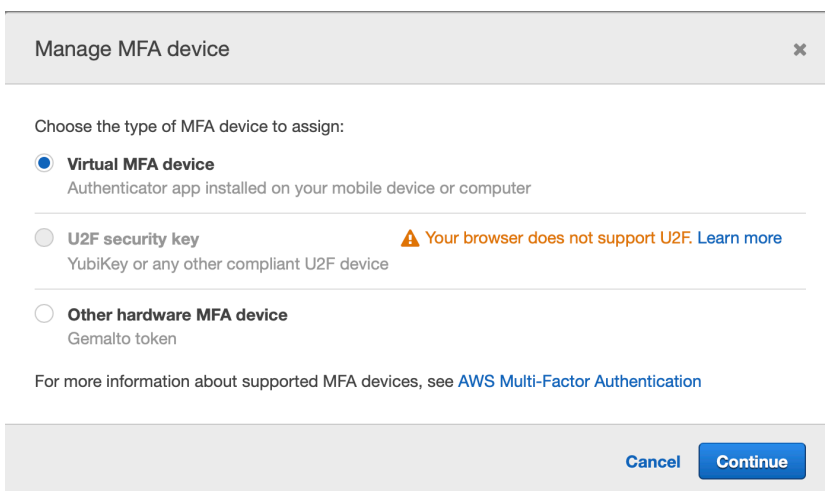 Manage MFA device
Choose the type of MFA device to assign:
Virtual MFA device
Authenticator app installed on your mobile device or computer
U2F security key
Your browser does not support U2F. Learn more
YubiKey or any other compliant U2F device
Other hardware MFA device
Gemalto token
For more information about supported MFA devices, see AWS Multi-Factor Authentication
Cancel
Continue